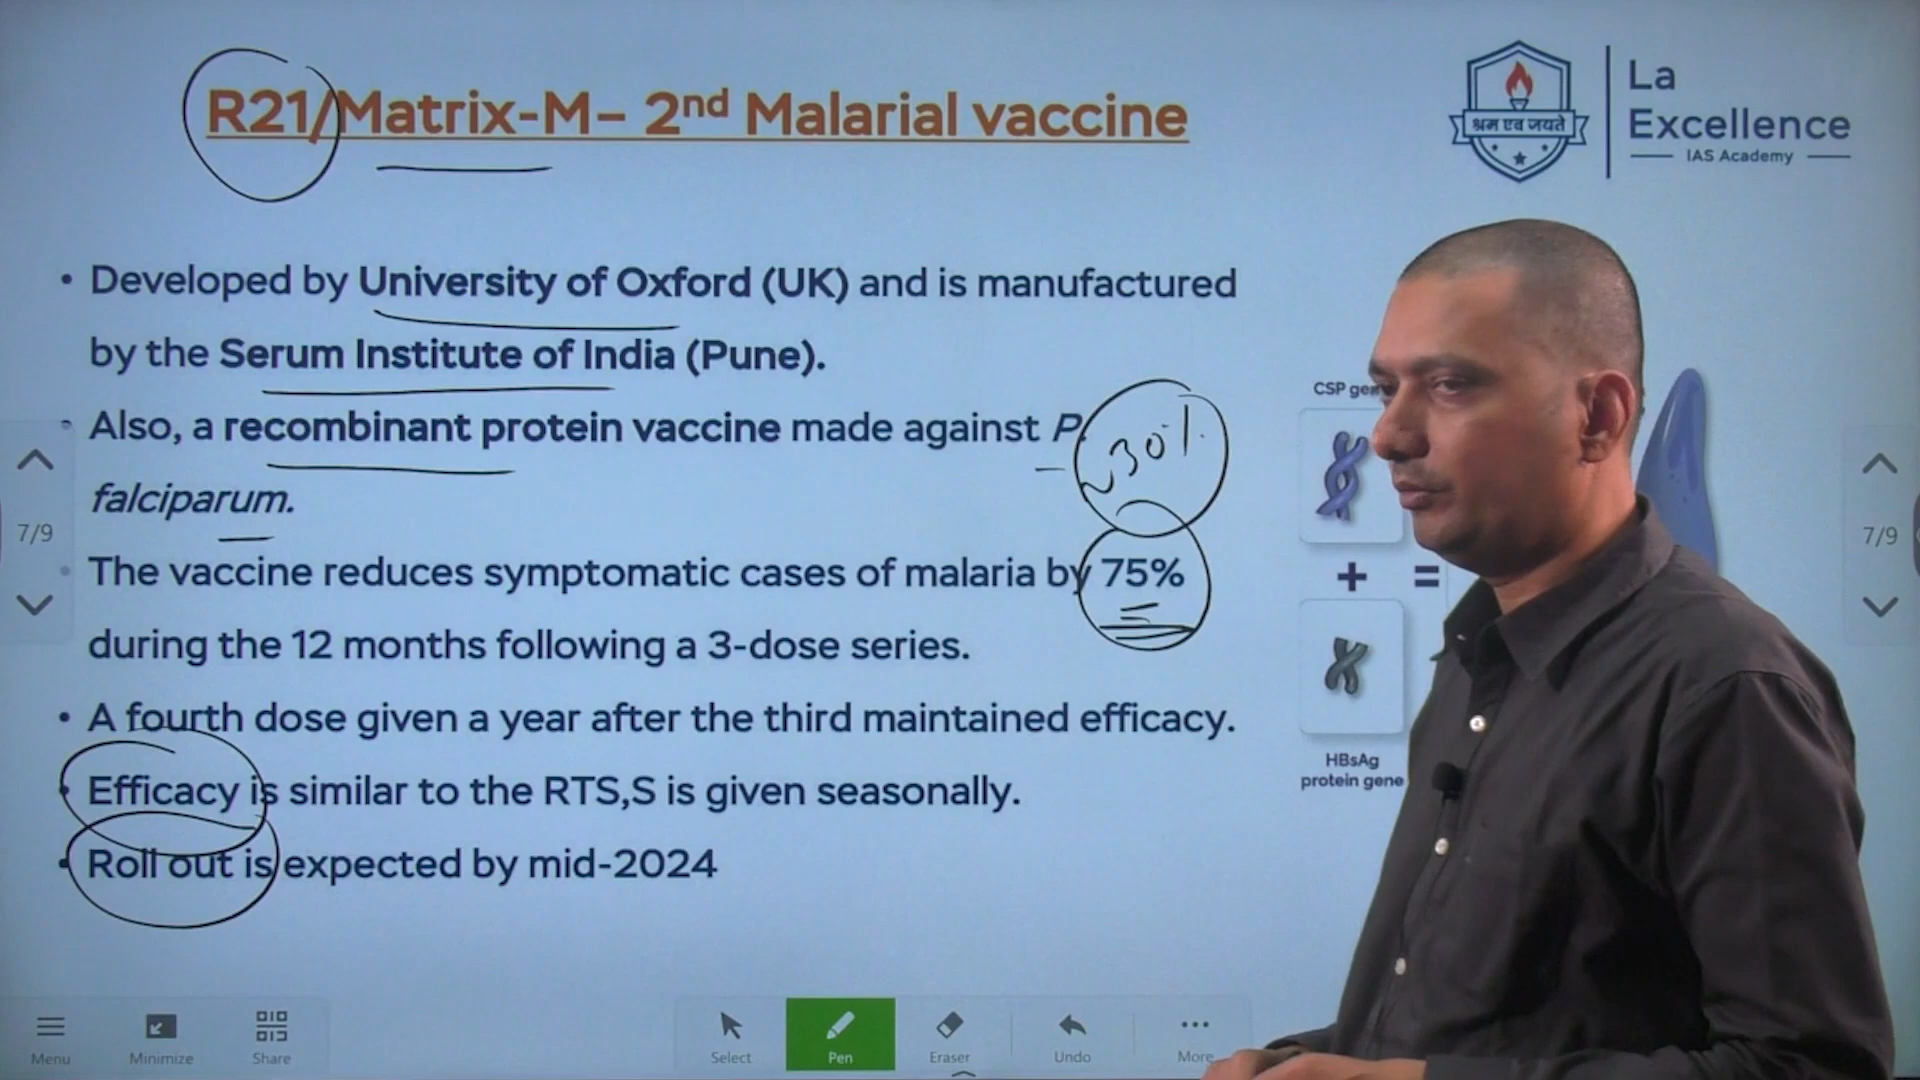 R21/Matrix-M– 2nd Malarial vaccine
La
Excellence
IAS Academy
श्रम एव जयते
• Developed by University of Oxford (UK) and is manufactured
by the Serum Institute of India (Pune).
• Also, a recombinant protein vaccine made against P.
falciparum.
~30%
• The vaccine reduces symptomatic cases of malaria by 75%
during the 12 months following a 3-dose series.
• A fourth dose given a year after the third maintained efficacy.
• Efficacy is similar to the RTS,S is given seasonally.
• Roll out is expected by mid-2024
CSP gen
+ =
HBsAg
protein gene
7/9
7/9
Menu
Minimize
Share
Select
Pen
Eraser
Undo
More